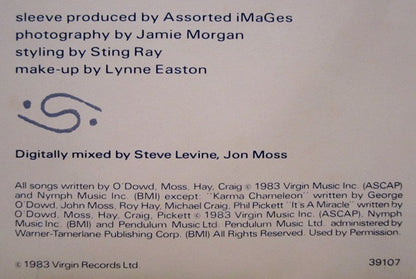 sleeve produced by Assorted iMaGes
photography by Jamie Morgan
styling by Sting Ray
make-up by Lynne Easton
Digitally mixed by Steve Levine, Jon Moss
All songs written by O'Dowd, Moss, Hay, Craig © 1983 Virgin Music Inc. (ASCAP)
and Nymph Music Inc. (BMI) except: "Karma Chameleon" written by George
O'Dowd, John Moss, Roy Hay, Michael Craig, Phil Pickett "It's A Miracle" written by
O'Dowd, Moss, Hay, Craig, Pickett © 1983 Virgin Music Inc. (ASCAP), Nymph
Music Inc. (BMI) and Pendulum Music Ltd. Pendulum Music Ltd. administered by
Warner-Tamerlane Publishing Corp. (BMI) All Rights Reserved. Used by Permission.
© 1983 Virgin Records Ltd. 39107